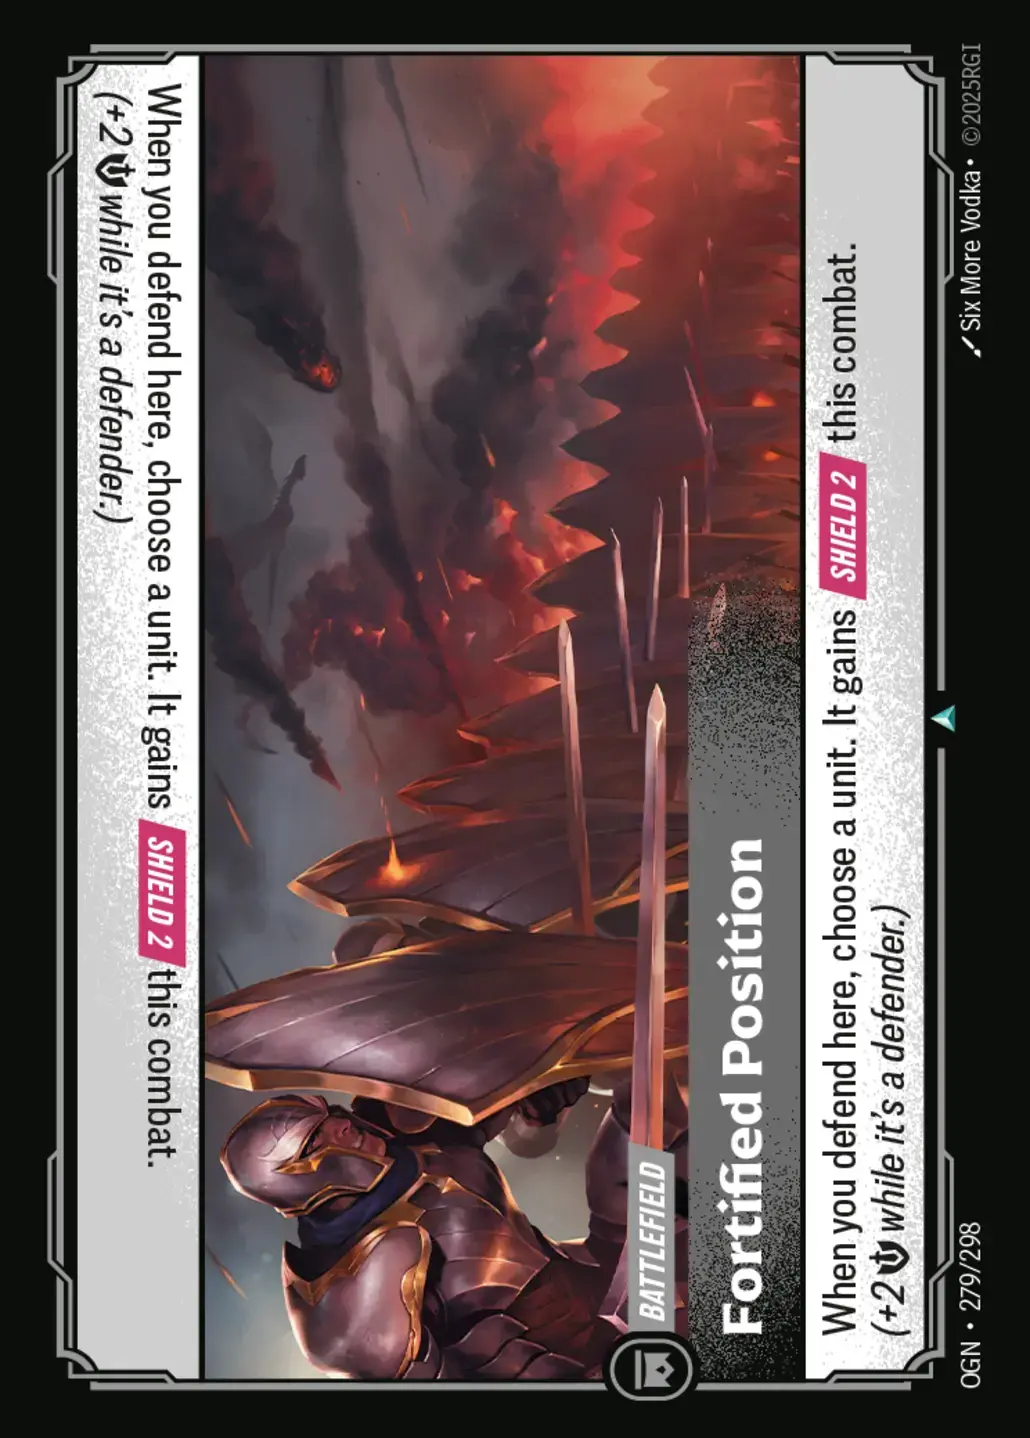 When you defend here, choose a unit. It gains SHIELD 2 this combat.
(+2 while it's a defender.)
BATTLEFIELD
Fortified Position
When you defend here, choose a unit. It gains SHIELD 2 this combat.
(+2 while it's a defender.)
OGN • 279/298
Six More Vodka • ©2025RGI